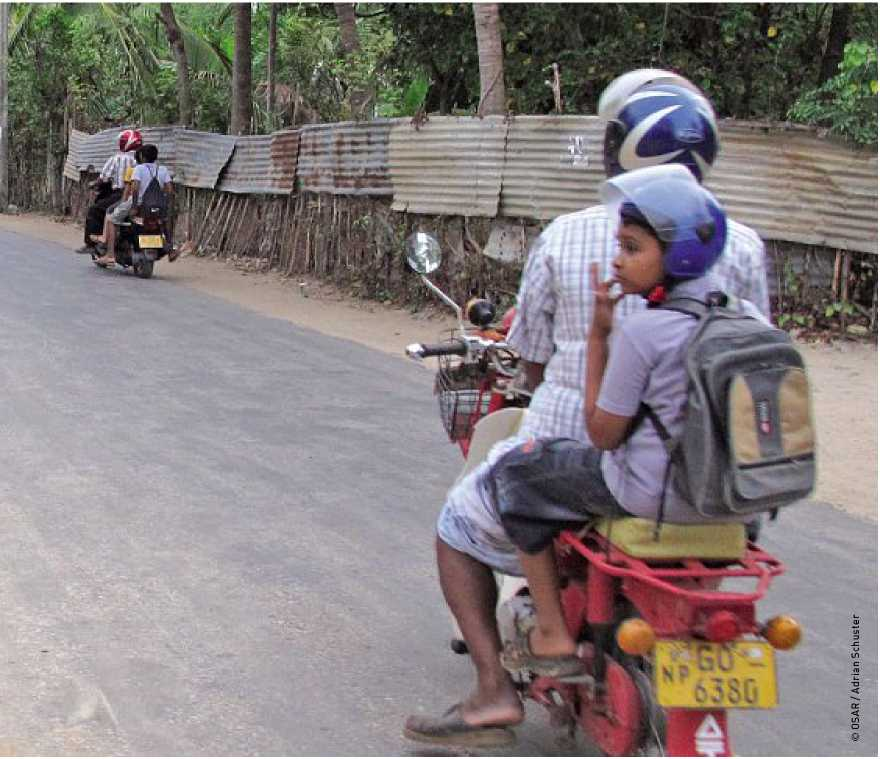 GO
NP 6380
© OSAR / Adrian Schuster